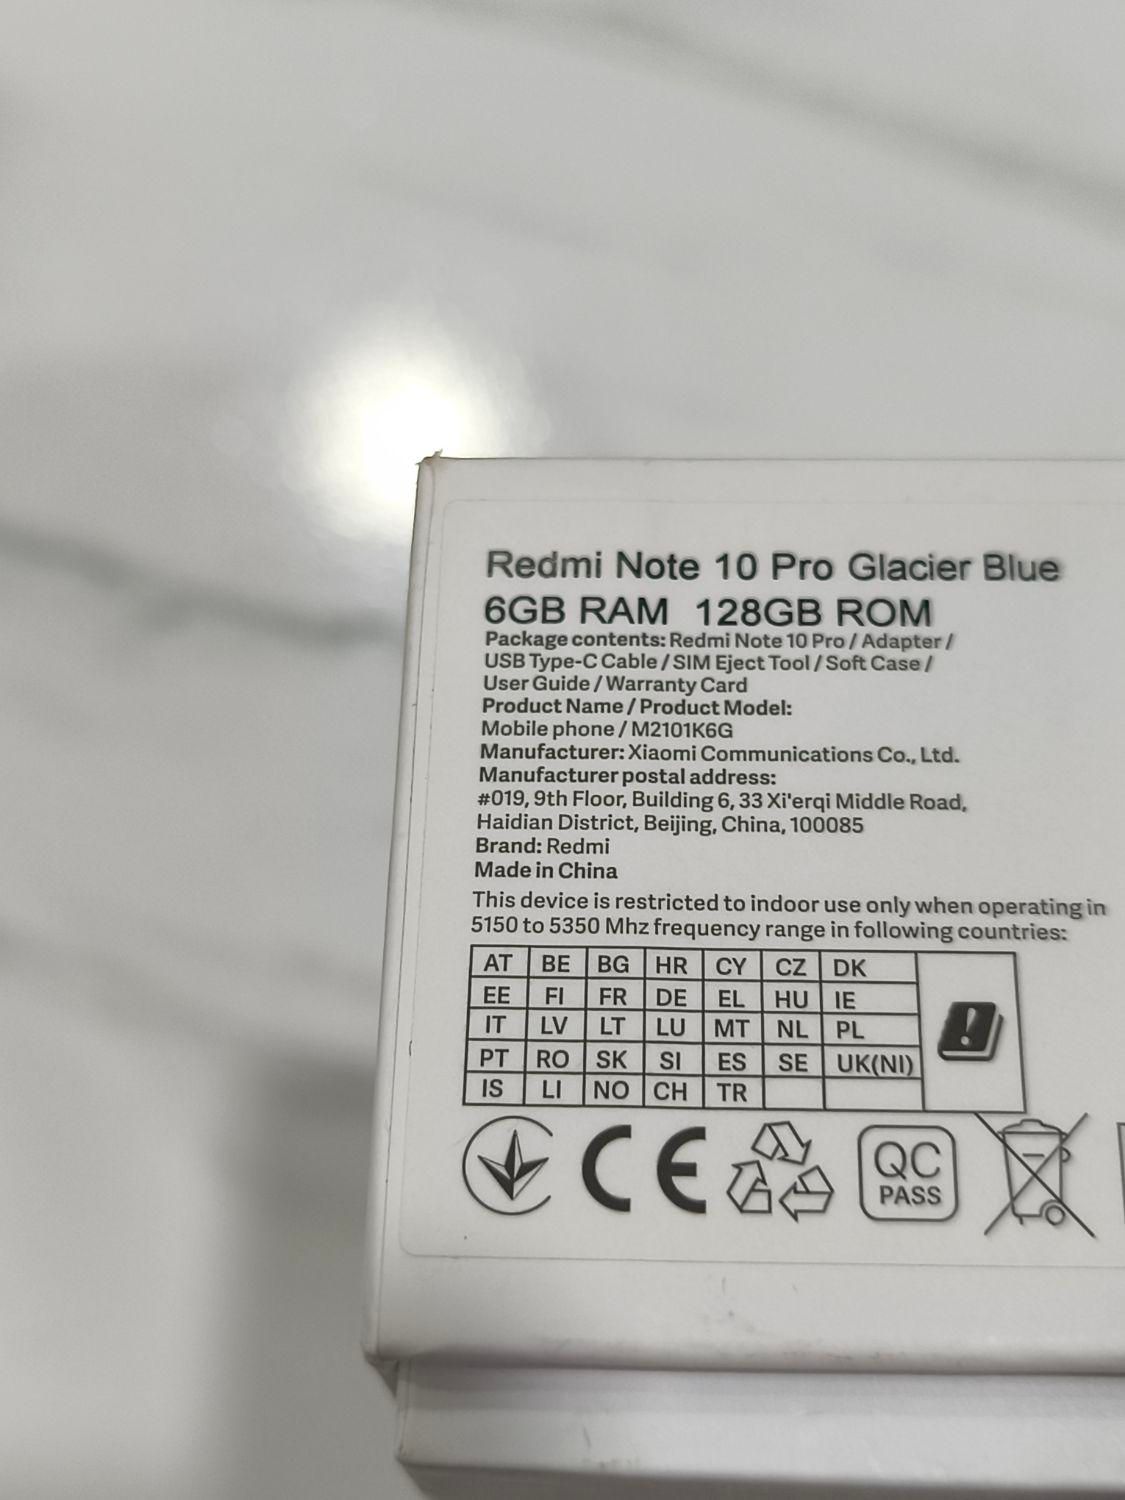 Redmi Note 10 Pro Glacier Blue
6GB RAM 128GB ROM
Package contents: Redmi Note 10 Pro / Adapter /
USB Type-C Cable / SIM Eject Tool / Soft Case /
User Guide / Warranty Card
Product Name / Product Model:
Mobile phone / M2101K6G
Manufacturer: Xiaomi Communications Co., Ltd.
Manufacturer postal address:
#019, 9th Floor, Building 6, 33 Xi'erqi Middle Road,
Haidian District, Beijing, China, 100085
Brand: Redmi
Made in China
This device is restricted to indoor use only when operating in
5150 to 5350 Mhz frequency range in following countries:
AT BE BG HR CY CZ DK
EE FI FR DE EL HU IE
IT LV LT LU MT NL PL
PT RO SK SI ES SE UK(NI)
IS LI NO CH TR
CE
QC
PASS